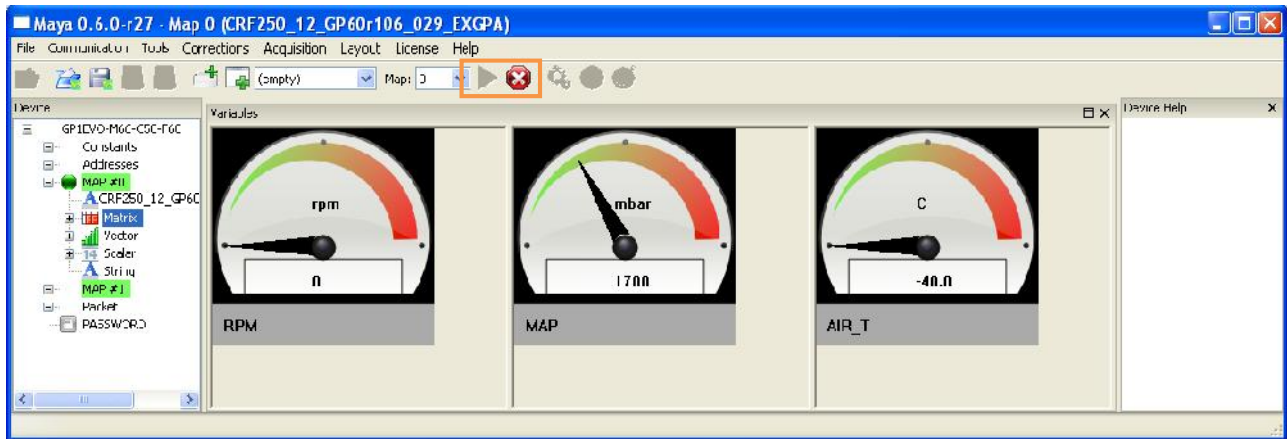 Maya 0.6.0-r27 - Map 0 (CRF250_12_GP60r106_029_EXGPA)
File Communication Tools Corrections Acquisition Layout License Help
(empty) Map: 0
Device
Variables
Device Help
Constants
Addresses
MAP #0
CRF250_12_GP60
Matrix
Vector
Scalar
String
MAP #1
Packet
PASSWORD
rpm
0
RPM
mbar
1700
MAP
C
-40.0
AIR_T